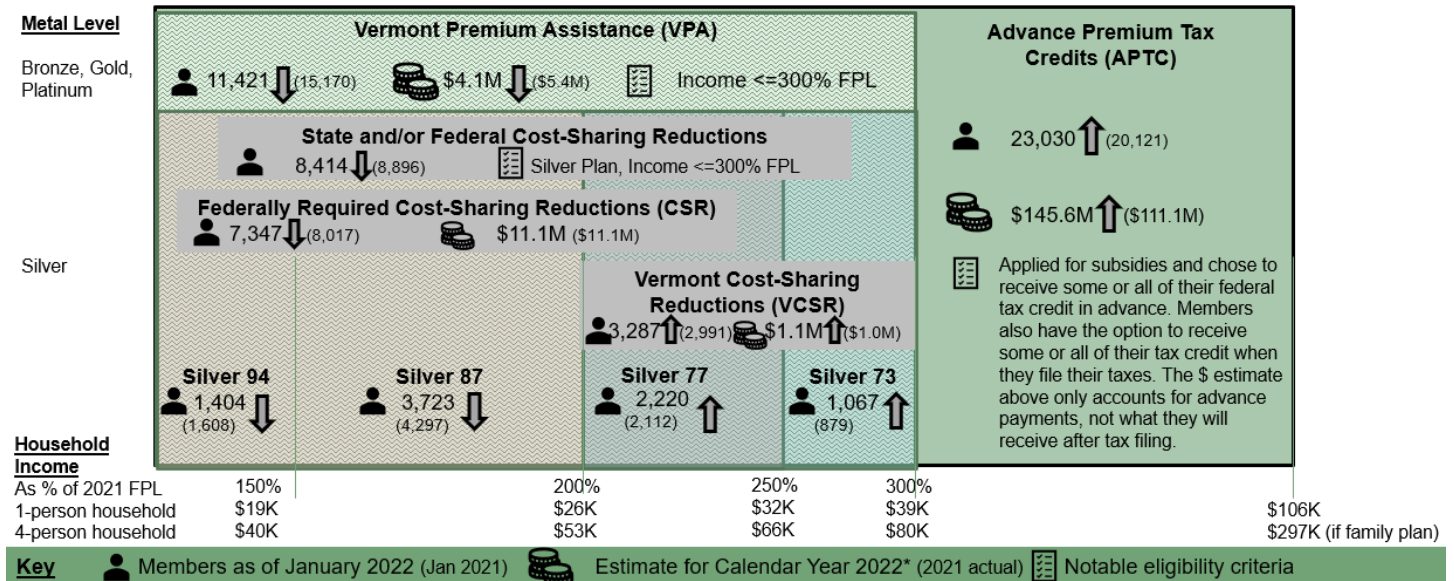 Metal Level
Bronze, Gold,
Platinum
Vermont Premium Assistance (VPA)
11,421 (15,170) $4.1M ($5.4M) Income <=300% FPL
State and/or Federal Cost-Sharing Reductions
8,414 (8,896) Silver Plan, Income <=300% FPL
Federally Required Cost-Sharing Reductions (CSR)
7,347 (8,017) $11.1M ($11.1M)
Silver
Vermont Cost-Sharing
Reductions (VCSR)
3,287 (2,991) $1.1M ($1.0M)
Silver 94
1,404
(1,608)
Silver 87
3,723
(4,297)
Silver 77
2,220
(2,112)
Silver 73
1,067
(879)
Advance Premium Tax
Credits (APTC)
23,030 (20,121)
$145.6M ($111.1M)
Applied for subsidies and chose to
receive some or all of their federal
tax credit in advance. Members
also have the option to receive
some or all of their tax credit when
they file their taxes. The $ estimate
above only accounts for advance
payments, not what they will
receive after tax filing.
Household
Income
As % of 2021 FPL 150% 200% 250% 300%
1-person household $19K $26K $32K $39K $106K
4-person household $40K $53K $66K $80K $297K (if family plan)
Key Members as of January 2022 (Jan 2021) Estimate for Calendar Year 2022* (2021 actual) Notable eligibility criteria